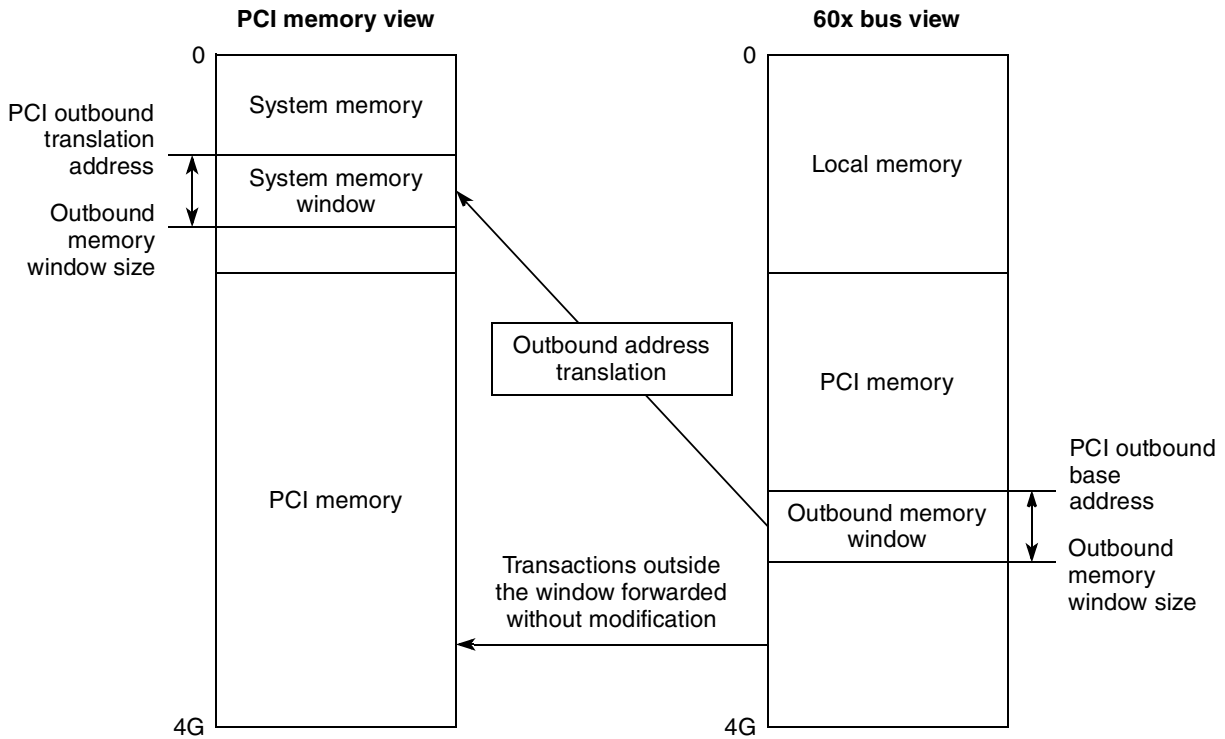 PCI memory view
60x bus view
0
System memory
PCI outbound
translation
address
System memory
window
Outbound
memory
window size
PCI memory
4G
Outbound address
translation
Transactions outside
the window forwarded
without modification
0
Local memory
PCI memory
PCI outbound
base
address
Outbound memory
window
Outbound
memory
window size
4G